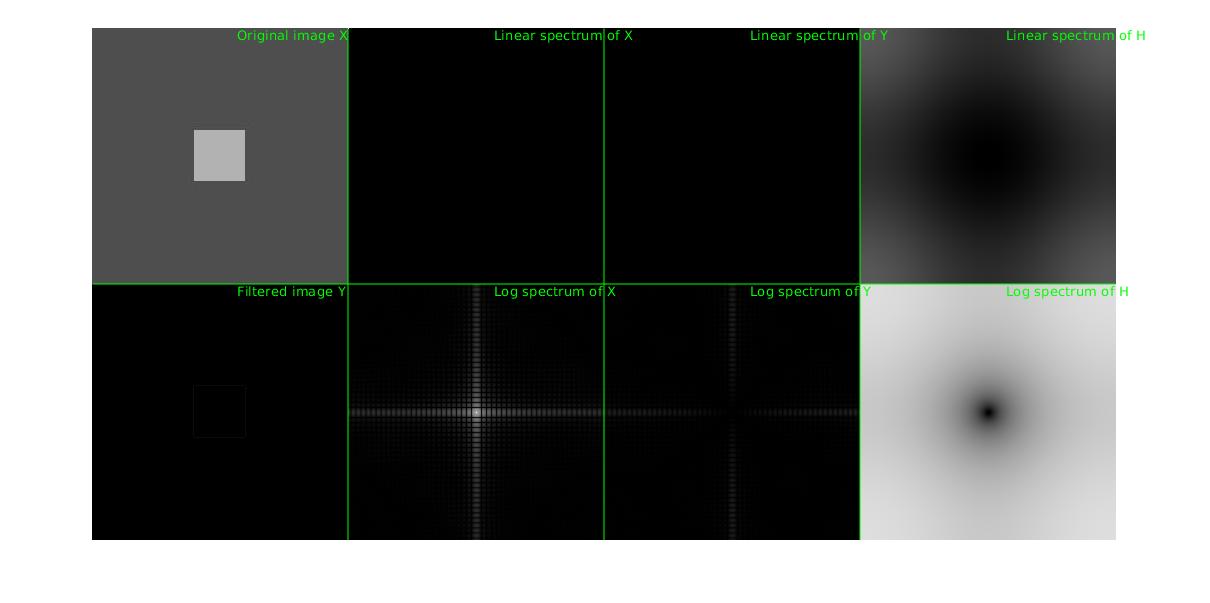 Original image X
Linear spectrum of X
Linear spectrum of Y
Linear spectrum of H
Filtered image Y
Log spectrum of X
Log spectrum of Y
Log spectrum of H